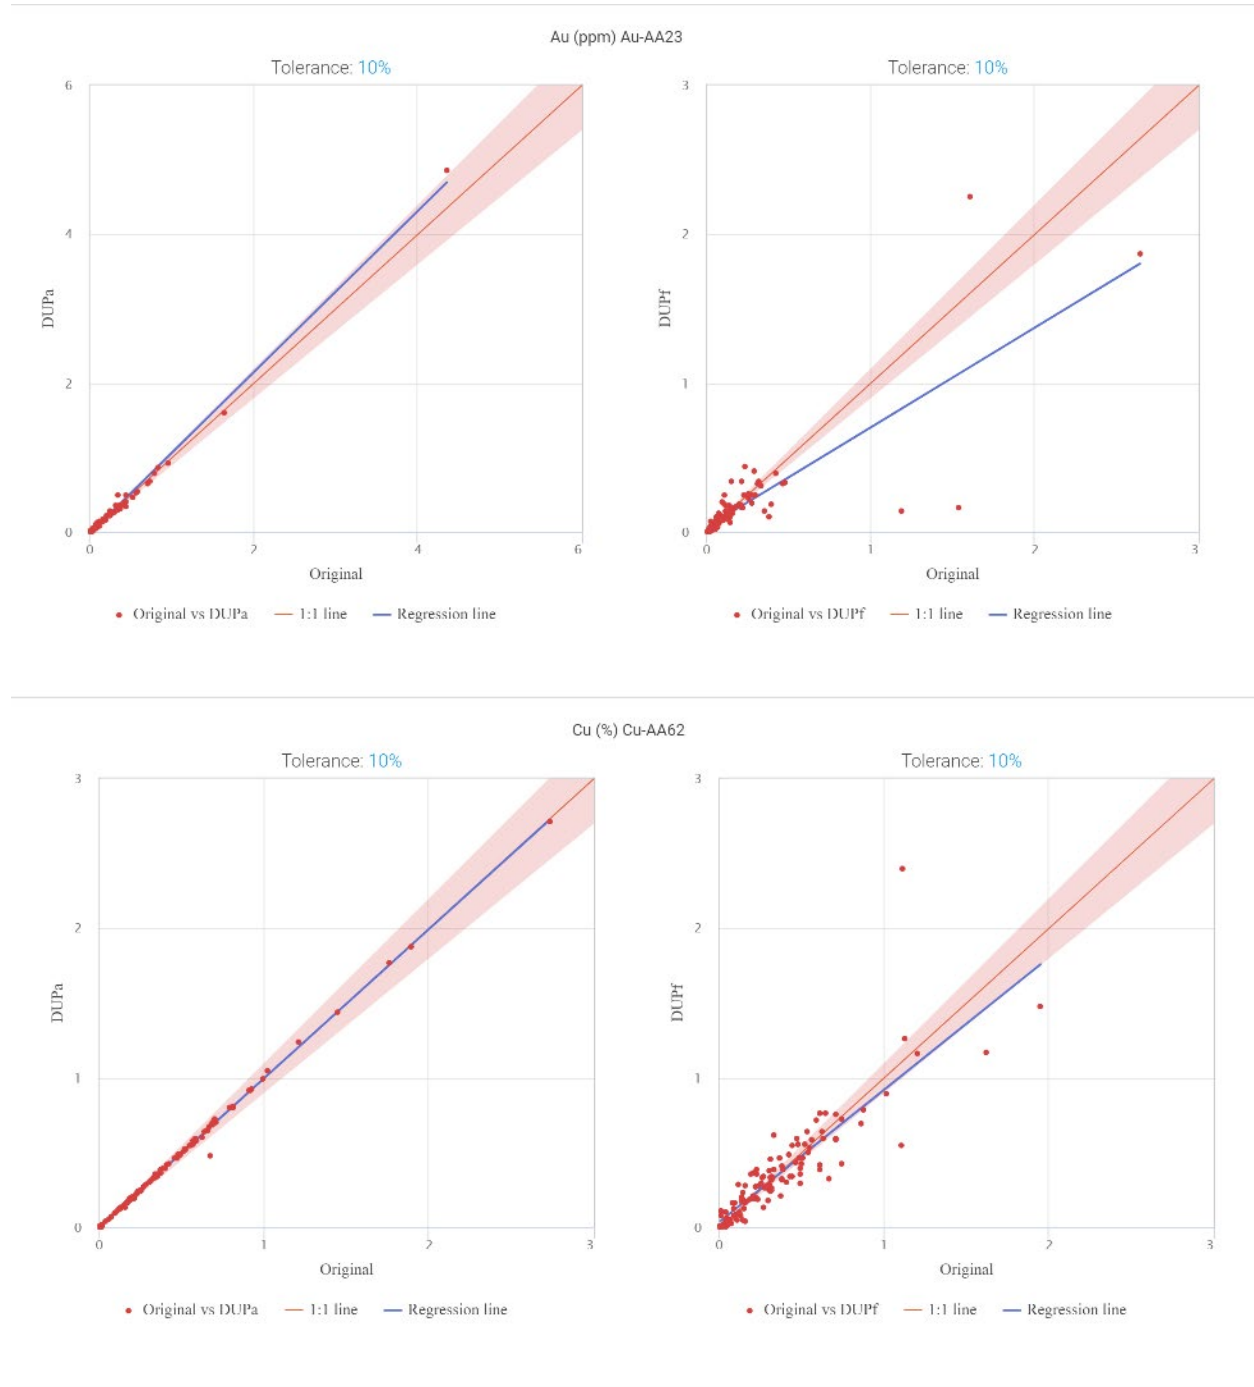 Au (ppm) Au-AA23
Tolerance: 10%
6
4
2
0
0
2
4
6
DUPa
Original
Original vs DUPa
1:1 line
Regression line
Tolerance: 10%
3
2
1
0
0
1
2
3
DUPf
Original
Original vs DUPf
1:1 line
Regression line
Cu (%) Cu-AA62
Tolerance: 10%
3
2
1
0
0
1
2
3
DUPa
Original
Original vs DUPa
1:1 line
Regression line
Tolerance: 10%
3
2
1
0
0
1
2
3
DUPf
Original
Original vs DUPf
1:1 line
Regression line